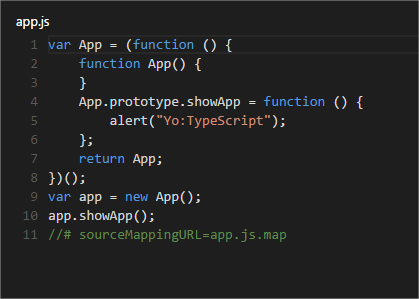 app.js
1 var App = (function () {
2     function App() {
3     }
4     App.prototype.showApp = function () {
5         alert("Yo:TypeScript");
6     };
7     return App;
8 })();
9 var app = new App();
10 app.showApp();
11 //# sourceMappingURL=app.js.map